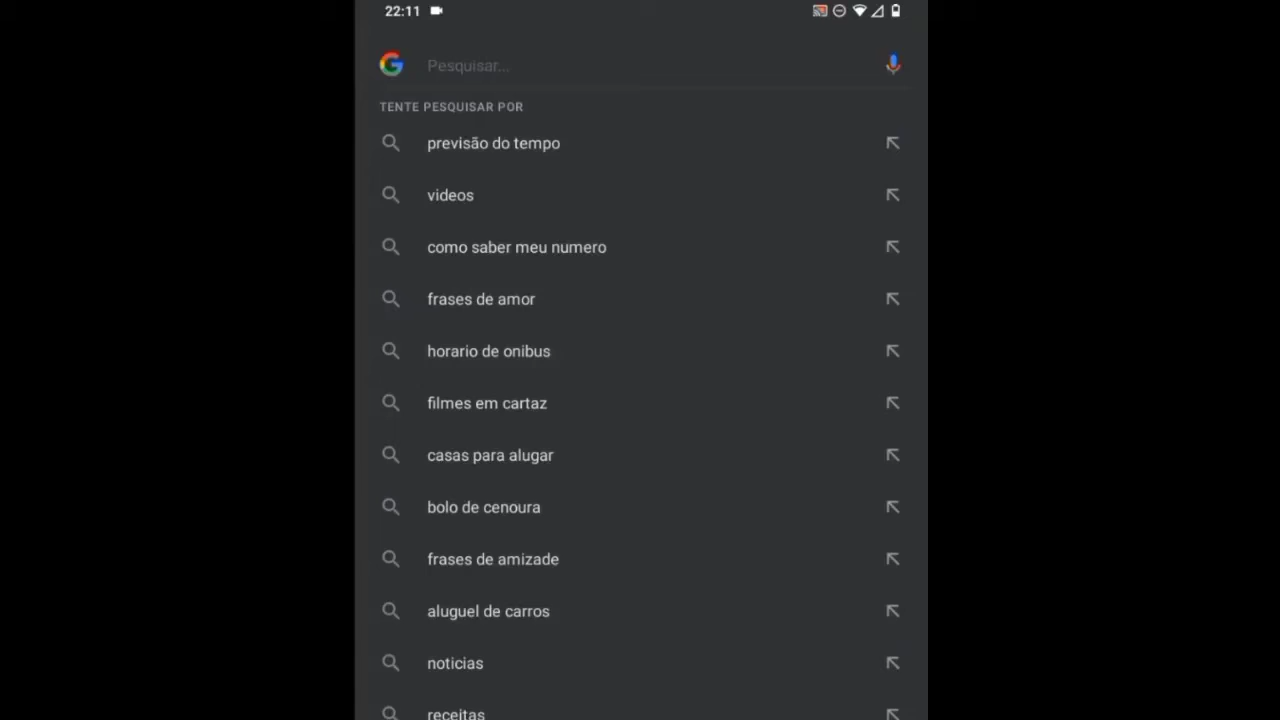 22:11
Pesquisar...
TENTE PESQUISAR POR
previsão do tempo
videos
como saber meu numero
frases de amor
horario de onibus
filmes em cartaz
casas para alugar
bolo de cenoura
frases de amizade
aluguel de carros
noticias
receitas